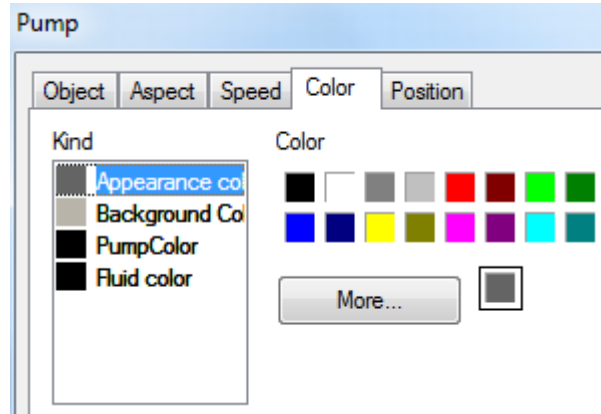 Pump
Object Aspect Speed Color Position
Kind Color
Appearance col
Background Col
PumpColor
Fluid color
More...